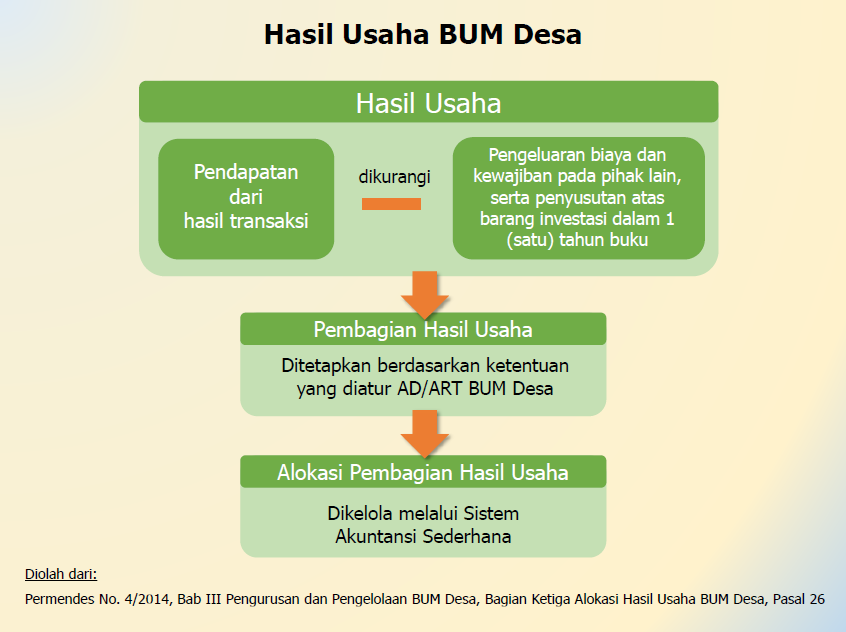 Hasil Usaha BUM Desa
Hasil Usaha
Pendapatan
dari
hasil transaksi
dikurangi
Pengeluaran biaya dan
kewajiban pada pihak lain,
serta penyusutan atas
barang investasi dalam 1
(satu) tahun buku
Pembagian Hasil Usaha
Ditetapkan berdasarkan ketentuan
yang diatur AD/ART BUM Desa
Alokasi Pembagian Hasil Usaha
Dikelola melalui Sistem
Akuntansi Sederhana
Diolah dari:
Permendes No. 4/2014, Bab III Pengurusan dan Pengelolaan BUM Desa, Bagian Ketiga Alokasi Hasil Usaha BUM Desa, Pasal 26